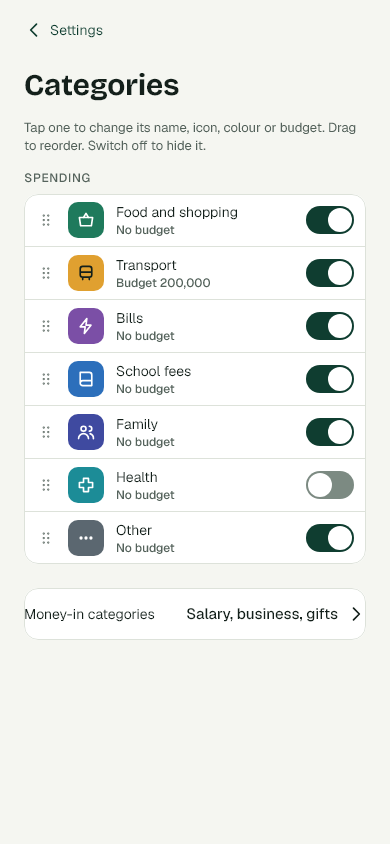 Settings
Categories
Tap one to change its name, icon, colour or budget. Drag
to reorder. Switch off to hide it.
SPENDING
Food and shopping
No budget
Transport
Budget 200,000
Bills
No budget
School fees
No budget
Family
No budget
Health
No budget
Other
No budget
Money-in categories Salary, business, gifts